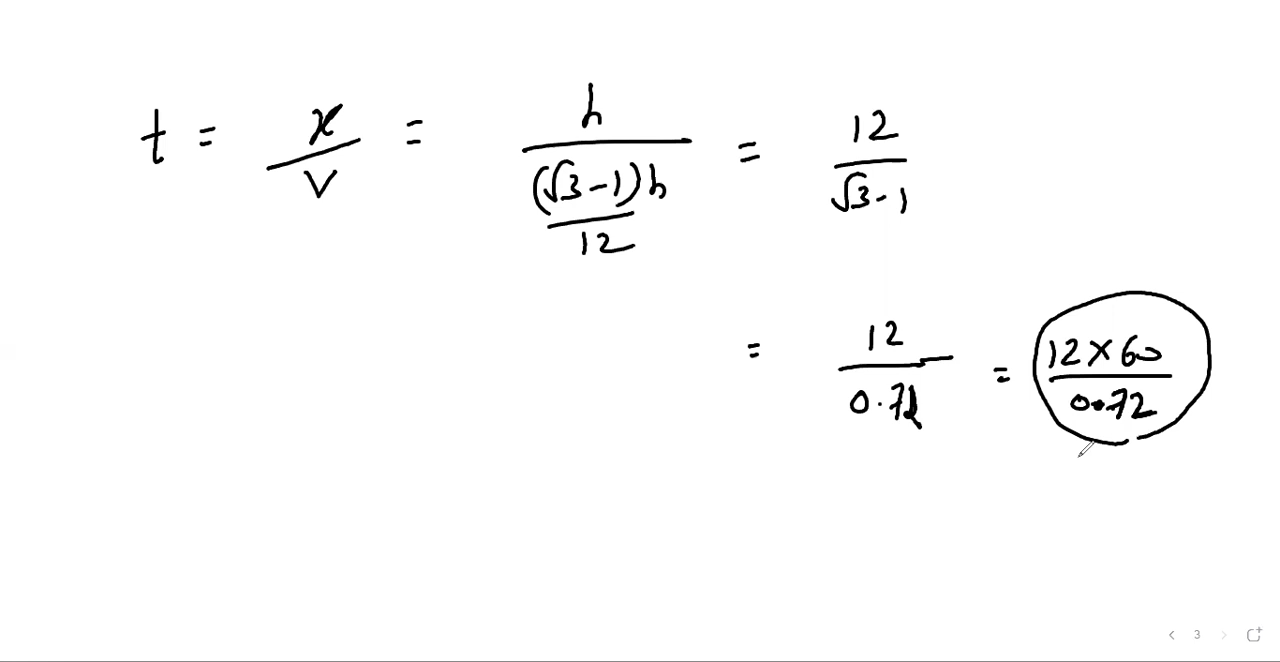 t = x/V = h/((√3-1)h/12) = 12/(√3-1)
= 12/0.72 = (12×60)/0.72
3